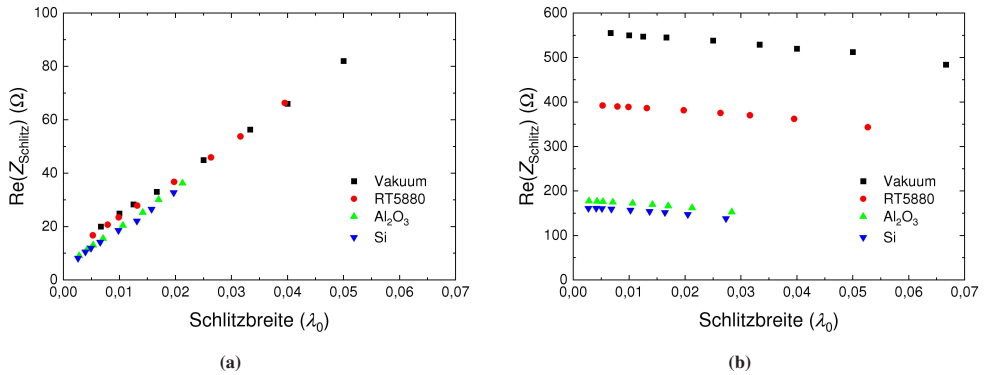 100
80
60
40
20
0
Re(Z_Schlitz) (Ω)
Vakuum
RT5880
Al₂O₃
Si
0,00 0,01 0,02 0,03 0,04 0,05 0,06 0,07
Schlitzbreite (λ₀)
(a)
600
500
400
300
200
100
0
Re(Z_Schlitz) (Ω)
Vakuum
RT5880
Al₂O₃
Si
0,00 0,01 0,02 0,03 0,04 0,05 0,06 0,07
Schlitzbreite (λ₀)
(b)